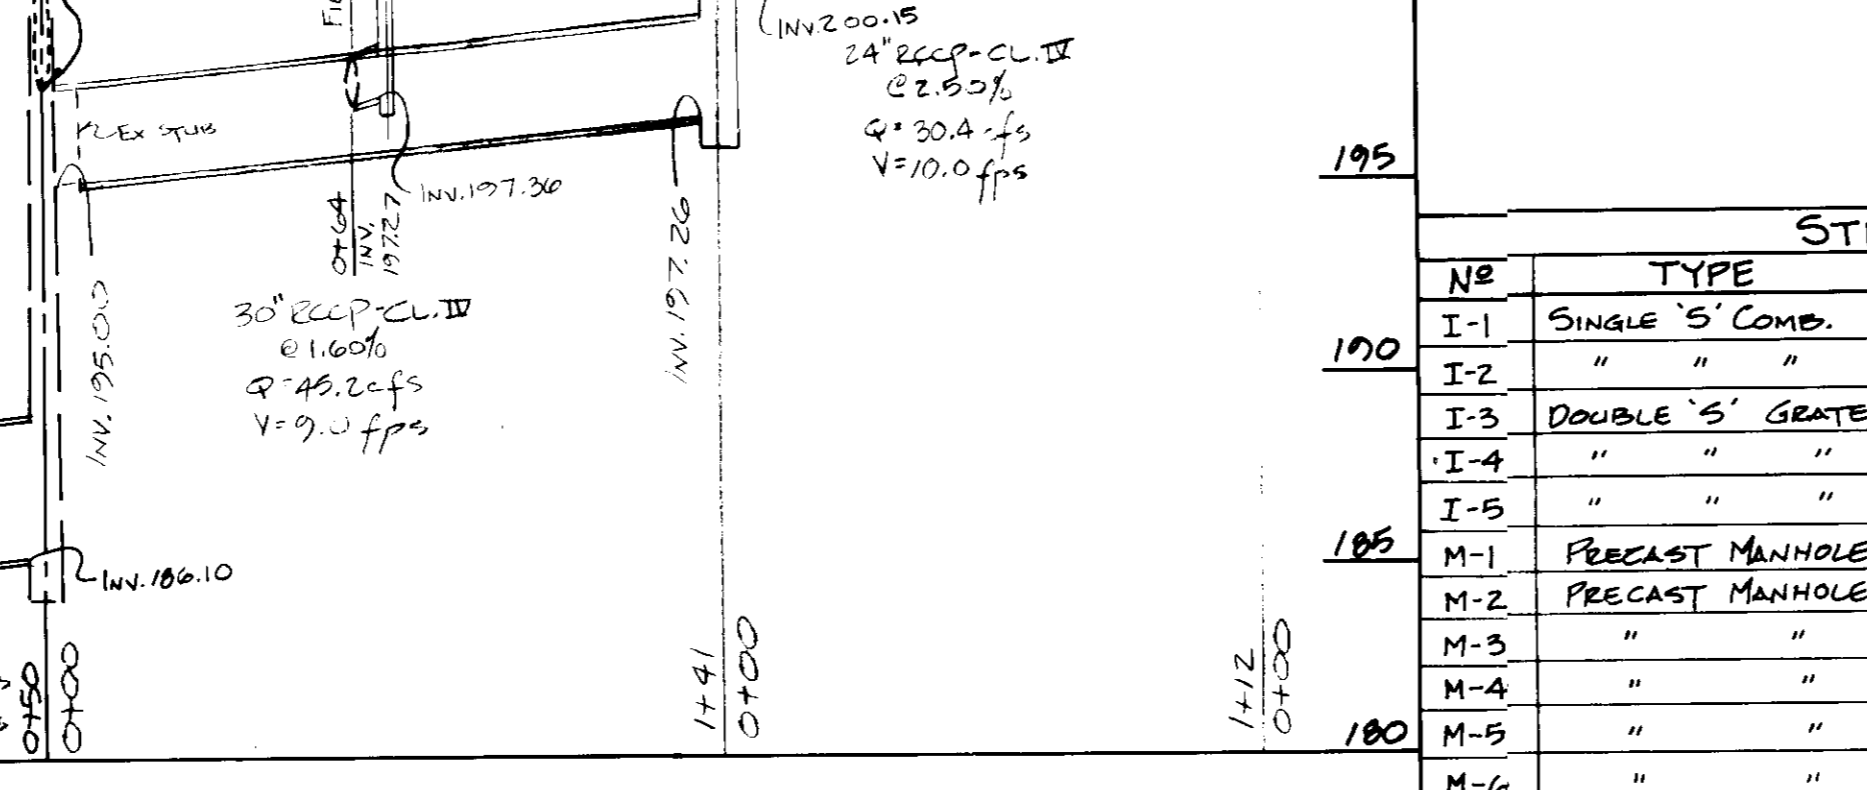 INV.200.15
24" RCCP-CL.IV
@ 2.50%
Q=30.4 cfs
V=10.0 fps
FLEX STUB
INV.197.36
0+64
INV.
197.27
INV. 197.26
INV. 195.00
30" RCCP-CL.IV
@ 1.60%
Q=45.2cfs
V=9.0 fps
INV.186.10
0+50
0+00
1+41
0+00
1+12
0+00
195
190
185
180
Nº TYPE
I-1 SINGLE 'S' COMB.
I-2 " " "
I-3 DOUBLE 'S' GRATE
I-4 " " "
I-5 " " "
M-1 PRECAST MANHOLE
M-2 PRECAST MANHOLE
M-3 " "
M-4 " "
M-5 " "
M-6 " "